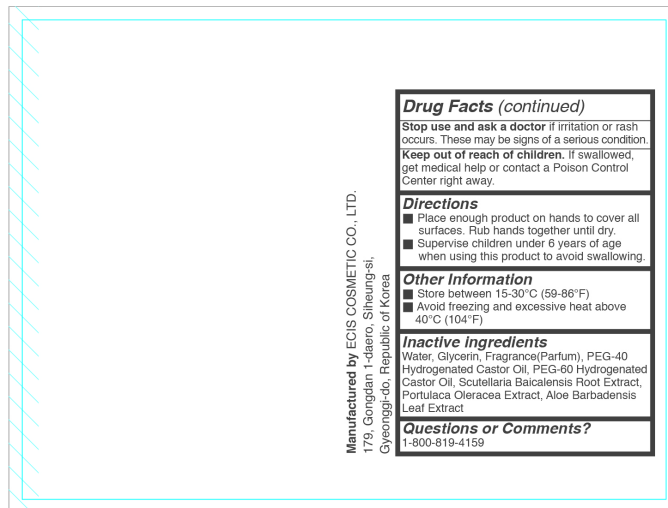 Manufactured by ECIS COSMETIC CO., LTD.
179, Gongdan 1-daero, Siheung-si,
Gyeonggi-do, Republic of Korea
Drug Facts (continued)
Stop use and ask a doctor if irritation or rash
occurs. These may be signs of a serious condition.
Keep out of reach of children. If swallowed,
get medical help or contact a Poison Control
Center right away.
Directions
■ Place enough product on hands to cover all
surfaces. Rub hands together until dry.
■ Supervise children under 6 years of age
when using this product to avoid swallowing.
Other Information
■ Store between 15-30°C (59-86°F)
■ Avoid freezing and excessive heat above
40°C (104°F)
Inactive ingredients
Water, Glycerin, Fragrance(Parfum), PEG-40
Hydrogenated Castor Oil, PEG-60 Hydrogenated
Castor Oil, Scutellaria Baicalensis Root Extract,
Portulaca Oleracea Extract, Aloe Barbadensis
Leaf Extract
Questions or Comments?
1-800-819-4159